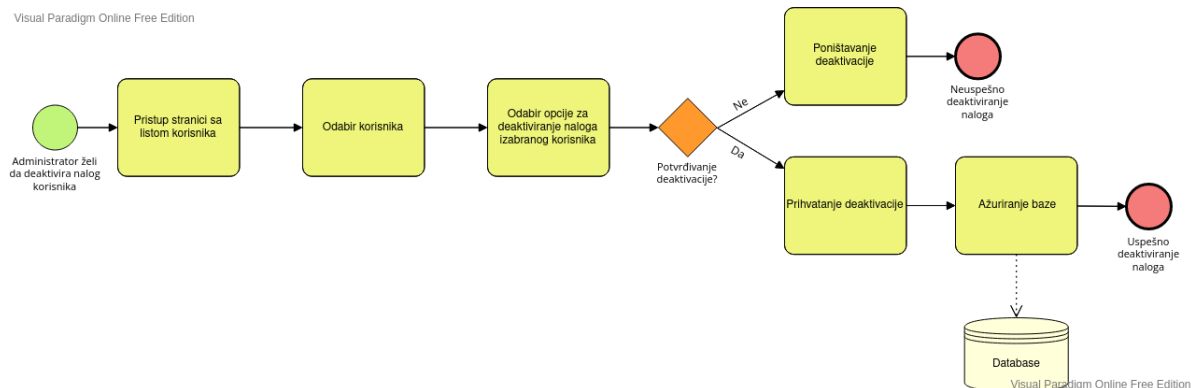 Visual Paradigm Online Free Edition
Administrator želi
da deaktivira nalog
korisnika
Pristup stranici sa
listom korisnika
Odabir korisnika
Odabir opcije za
deaktiviranje naloga
izabranog korisnika
Potvrđivanje
deaktivacije?
Ne
Poništavanje
deaktivacije
Neuspešno
deaktiviranje
naloga
Da
Prihvatanje deaktivacije
Ažuriranje baze
Uspešno
deaktiviranje
naloga
Database
Visual Paradigm Online Free Edition